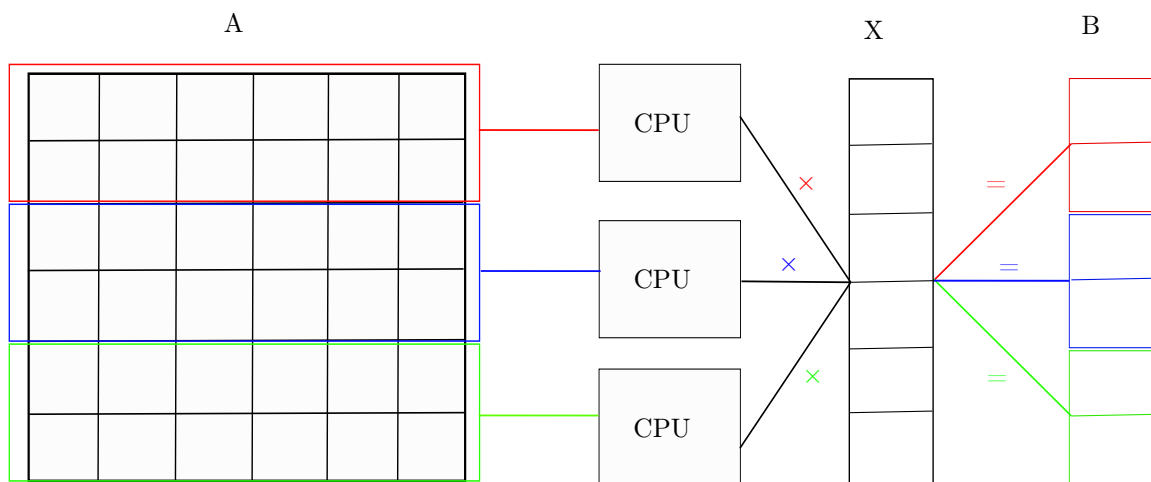 A
X
B
CPU
×
=
CPU
×
=
CPU
×
=